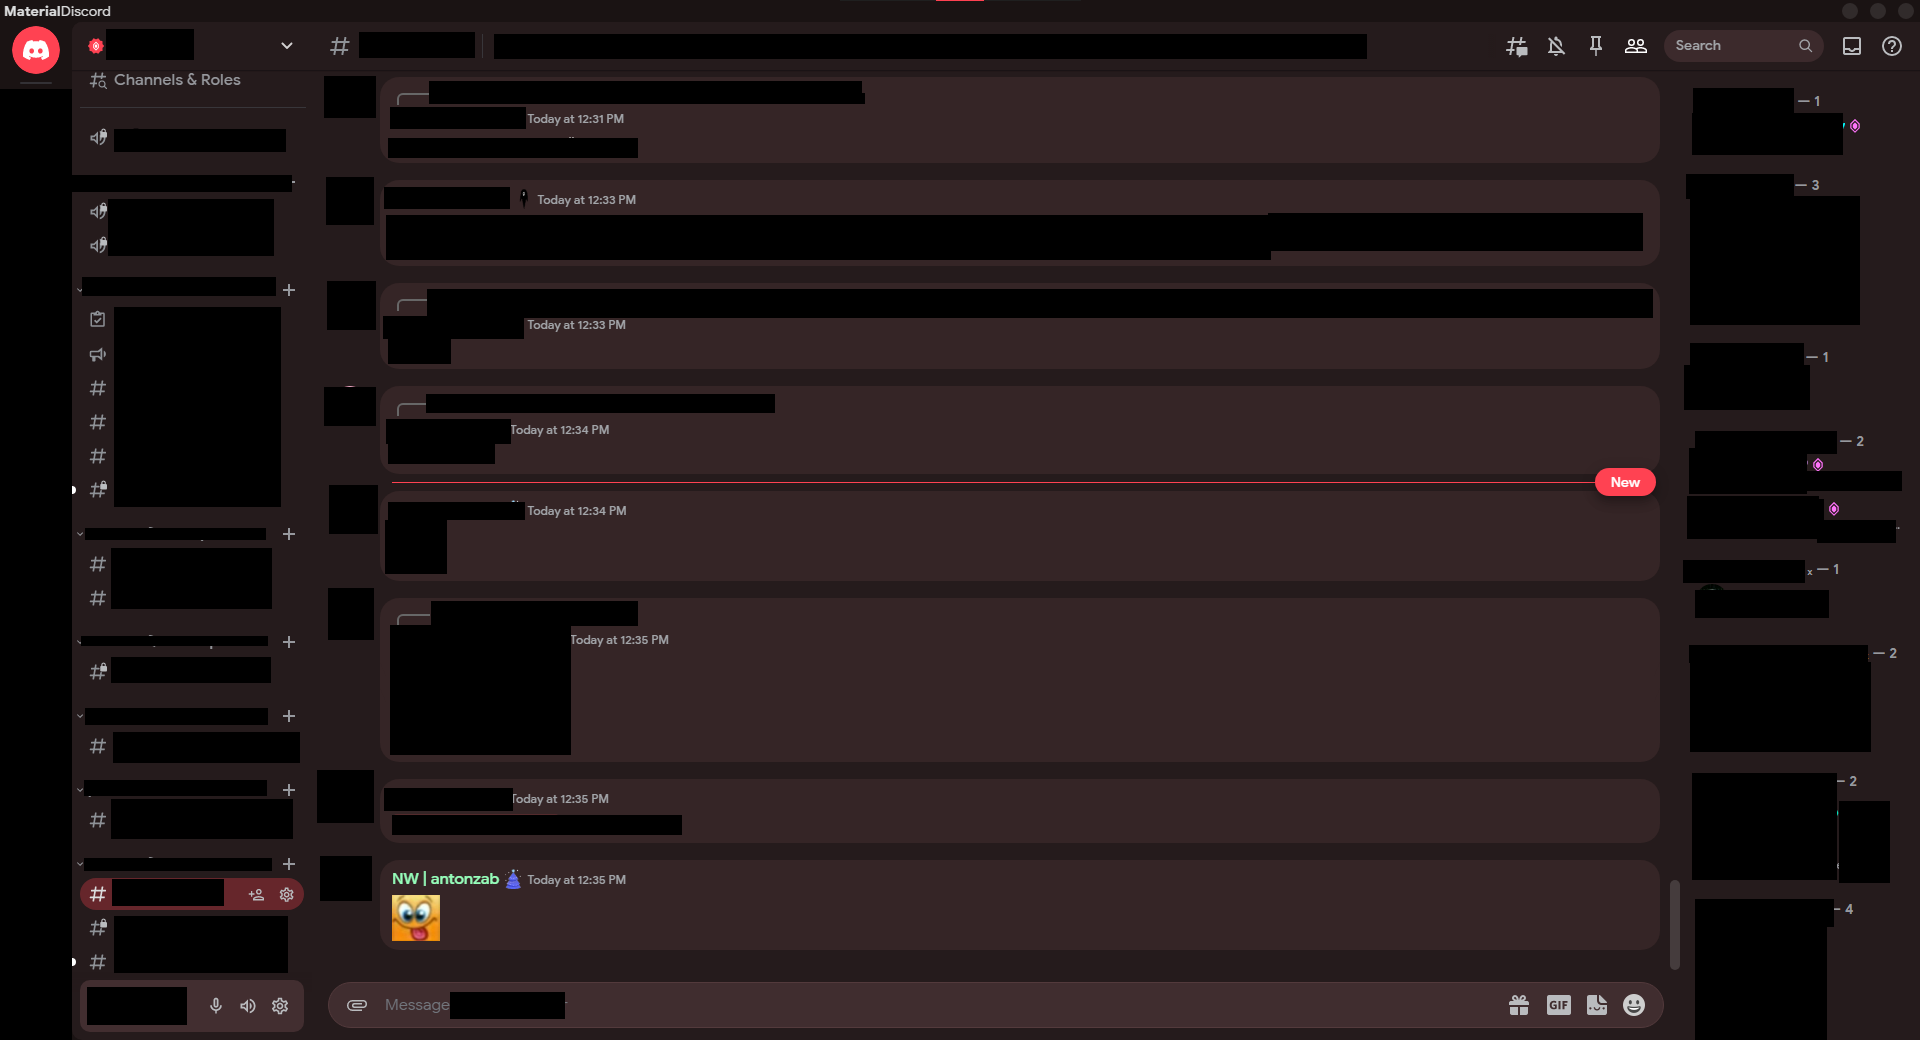 MaterialDiscord
Search
Channels & Roles
Today at 12:31 PM
Today at 12:33 PM
Today at 12:33 PM
Today at 12:34 PM
New
Today at 12:34 PM
Today at 12:35 PM
Today at 12:35 PM
NW | antonzab Today at 12:35 PM
Message
GIF
— 1
— 3
— 1
— 2
— 1
— 2
— 2
— 4